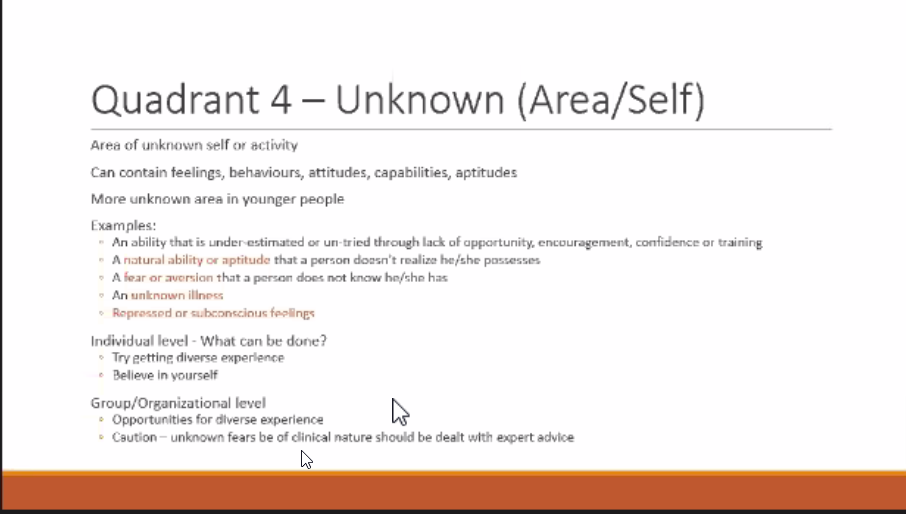 Quadrant 4 – Unknown (Area/Self)
Area of unknown self or activity
Can contain feelings, behaviours, attitudes, capabilities, aptitudes
More unknown area in younger people
Examples:
◦ An ability that is under-estimated or un-tried through lack of opportunity, encouragement, confidence or training
◦ A natural ability or aptitude that a person doesn't realize he/she possesses
◦ A fear or aversion that a person does not know he/she has
◦ An unknown illness
◦ Repressed or subconscious feelings
Individual level - What can be done?
◦ Try getting diverse experience
◦ Believe in yourself
Group/Organizational level
◦ Opportunities for diverse experience
◦ Caution – unknown fears be of clinical nature should be dealt with expert advice